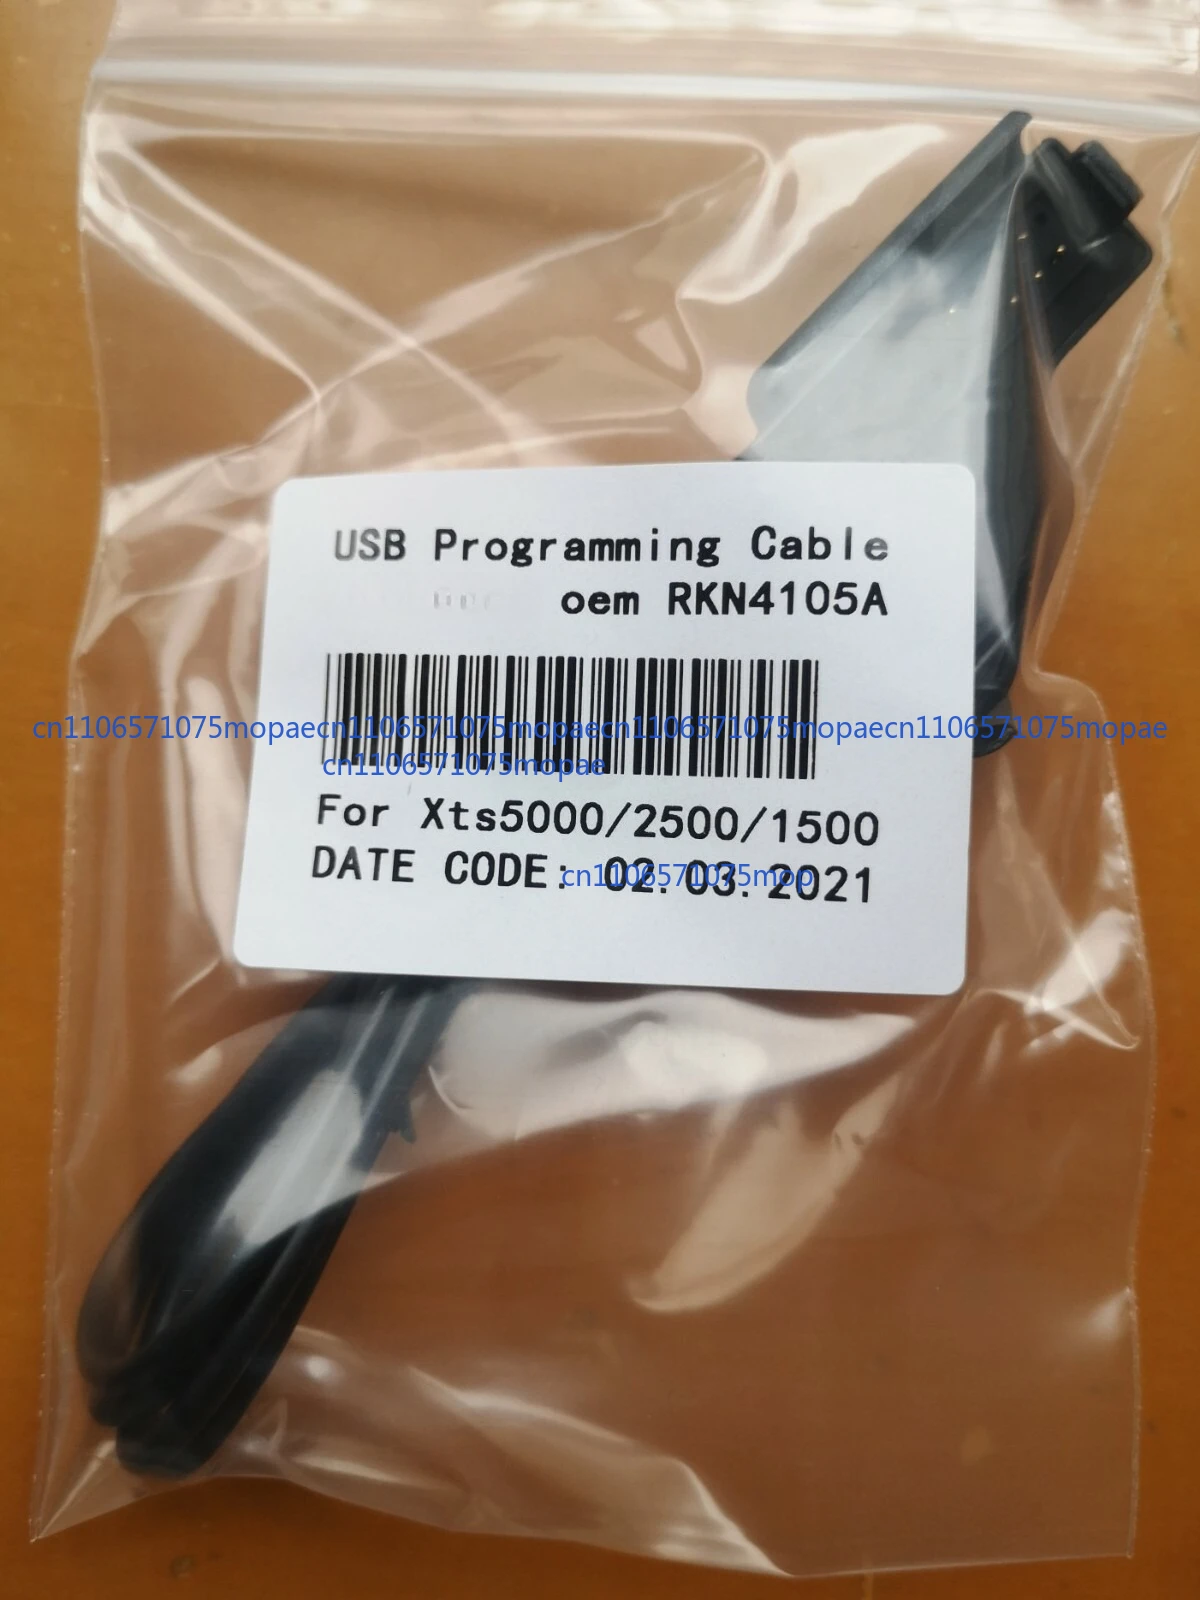 USB Programming Cable
oem RKN4105A
cn1106571075mopaecn1106571075mopaecn1106571075mopaecn1106571075mopae
cn1106571075mopae
For Xts5000/2500/1500
DATE CODE: 02.03.2021
cn1106571075mop